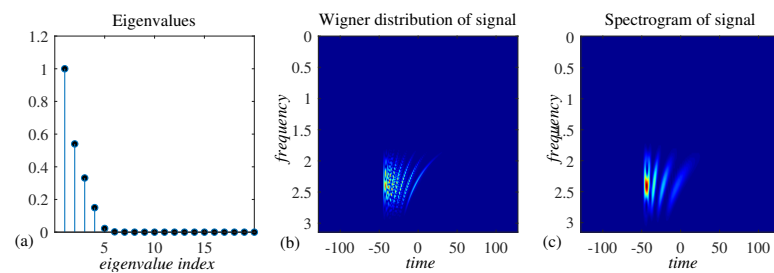 Eigenvalues
1.2
1
0.8
0.6
0.4
0.2
0
5 10 15
eigenvalue index
(a)
Wigner distribution of signal
0
0.5
1
1.5
2
2.5
3
frequency
-100 -50 0 50 100
time
(b)
Spectrogram of signal
0
0.5
1
1.5
2
2.5
3
frequency
-100 -50 0 50 100
time
(c)